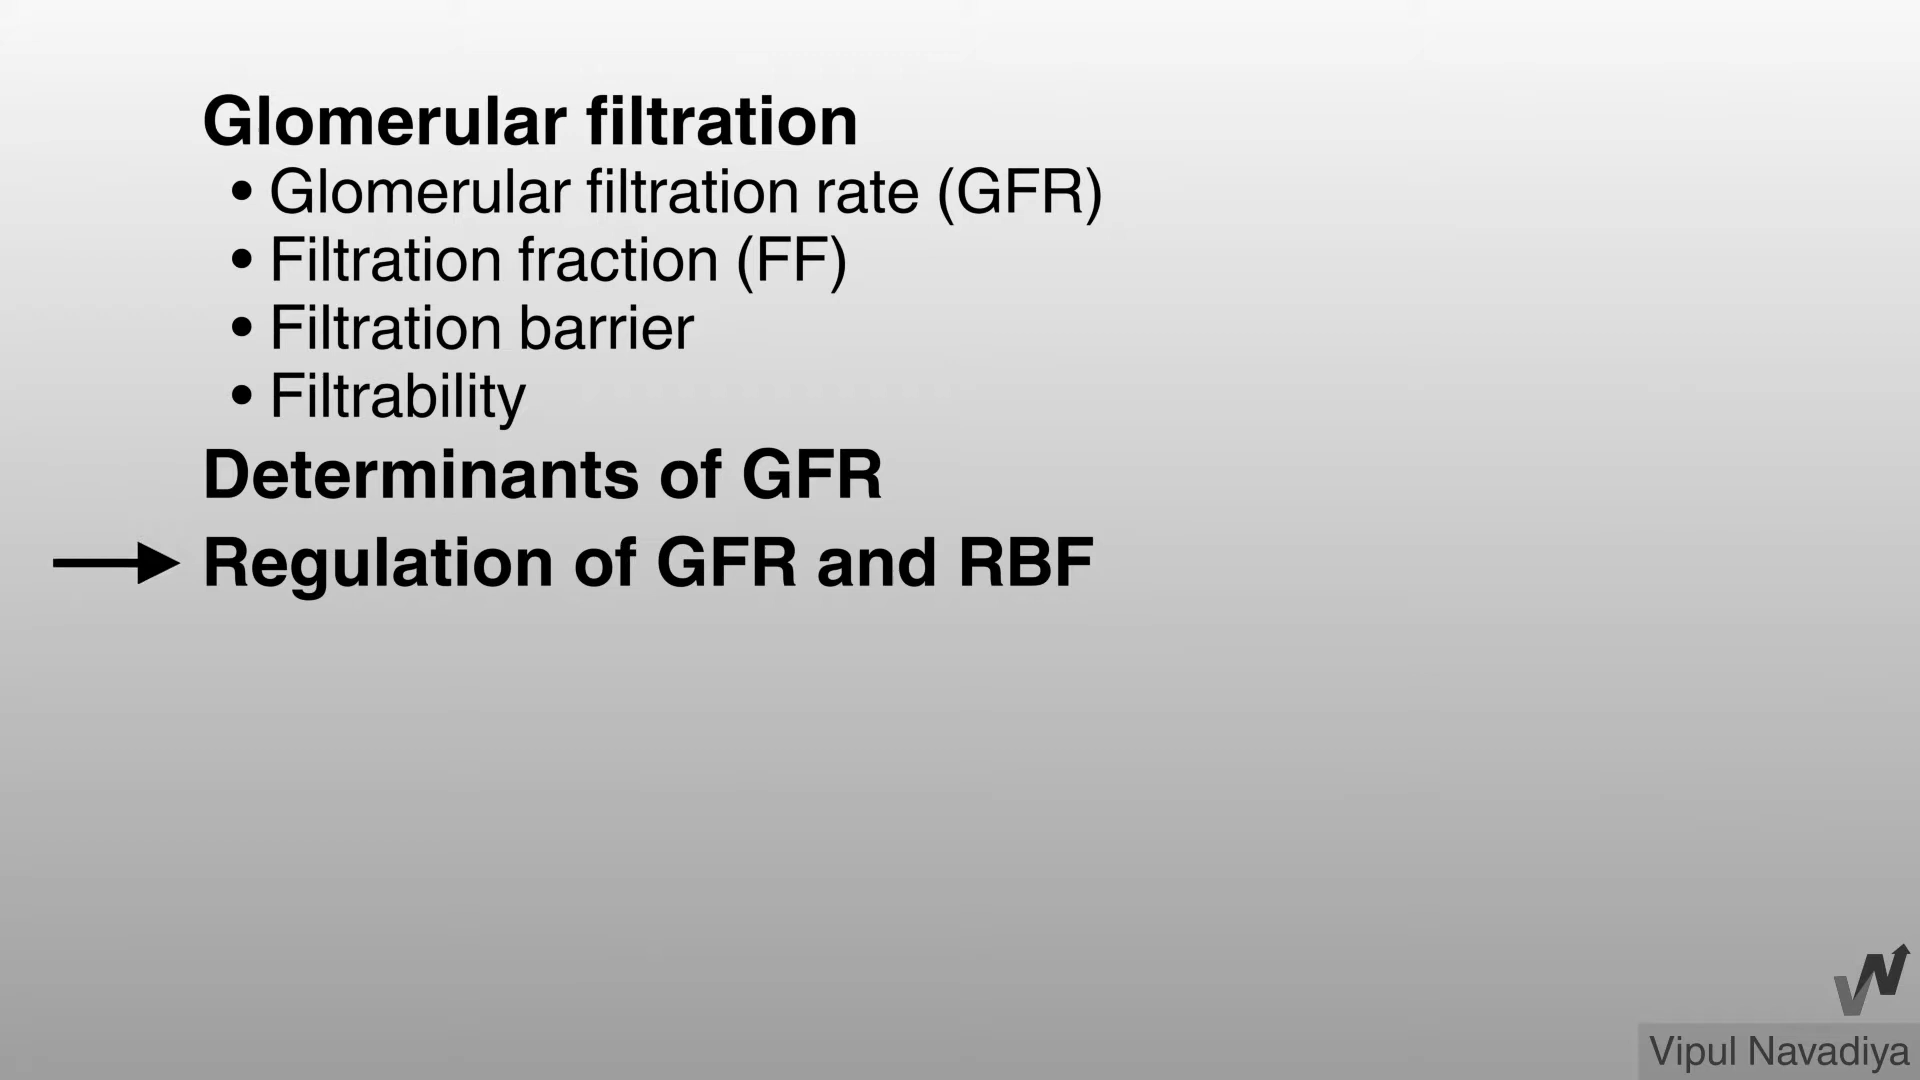 Glomerular filtration
• Glomerular filtration rate (GFR)
• Filtration fraction (FF)
• Filtration barrier
• Filtrability
Determinants of GFR
Regulation of GFR and RBF
VN
Vipul Navadiya